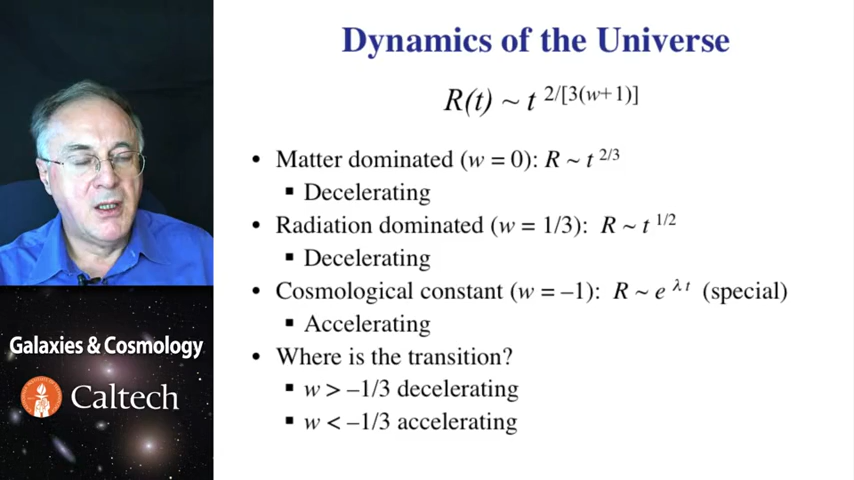 Dynamics of the Universe
R(t) ~ t 2/[3(w+1)]
• Matter dominated (w = 0): R ~ t 2/3
▪ Decelerating
• Radiation dominated (w = 1/3): R ~ t 1/2
▪ Decelerating
• Cosmological constant (w = –1): R ~ e λ t (special)
▪ Accelerating
• Where is the transition?
▪ w > –1/3 decelerating
▪ w < –1/3 accelerating
Galaxies & Cosmology
Caltech